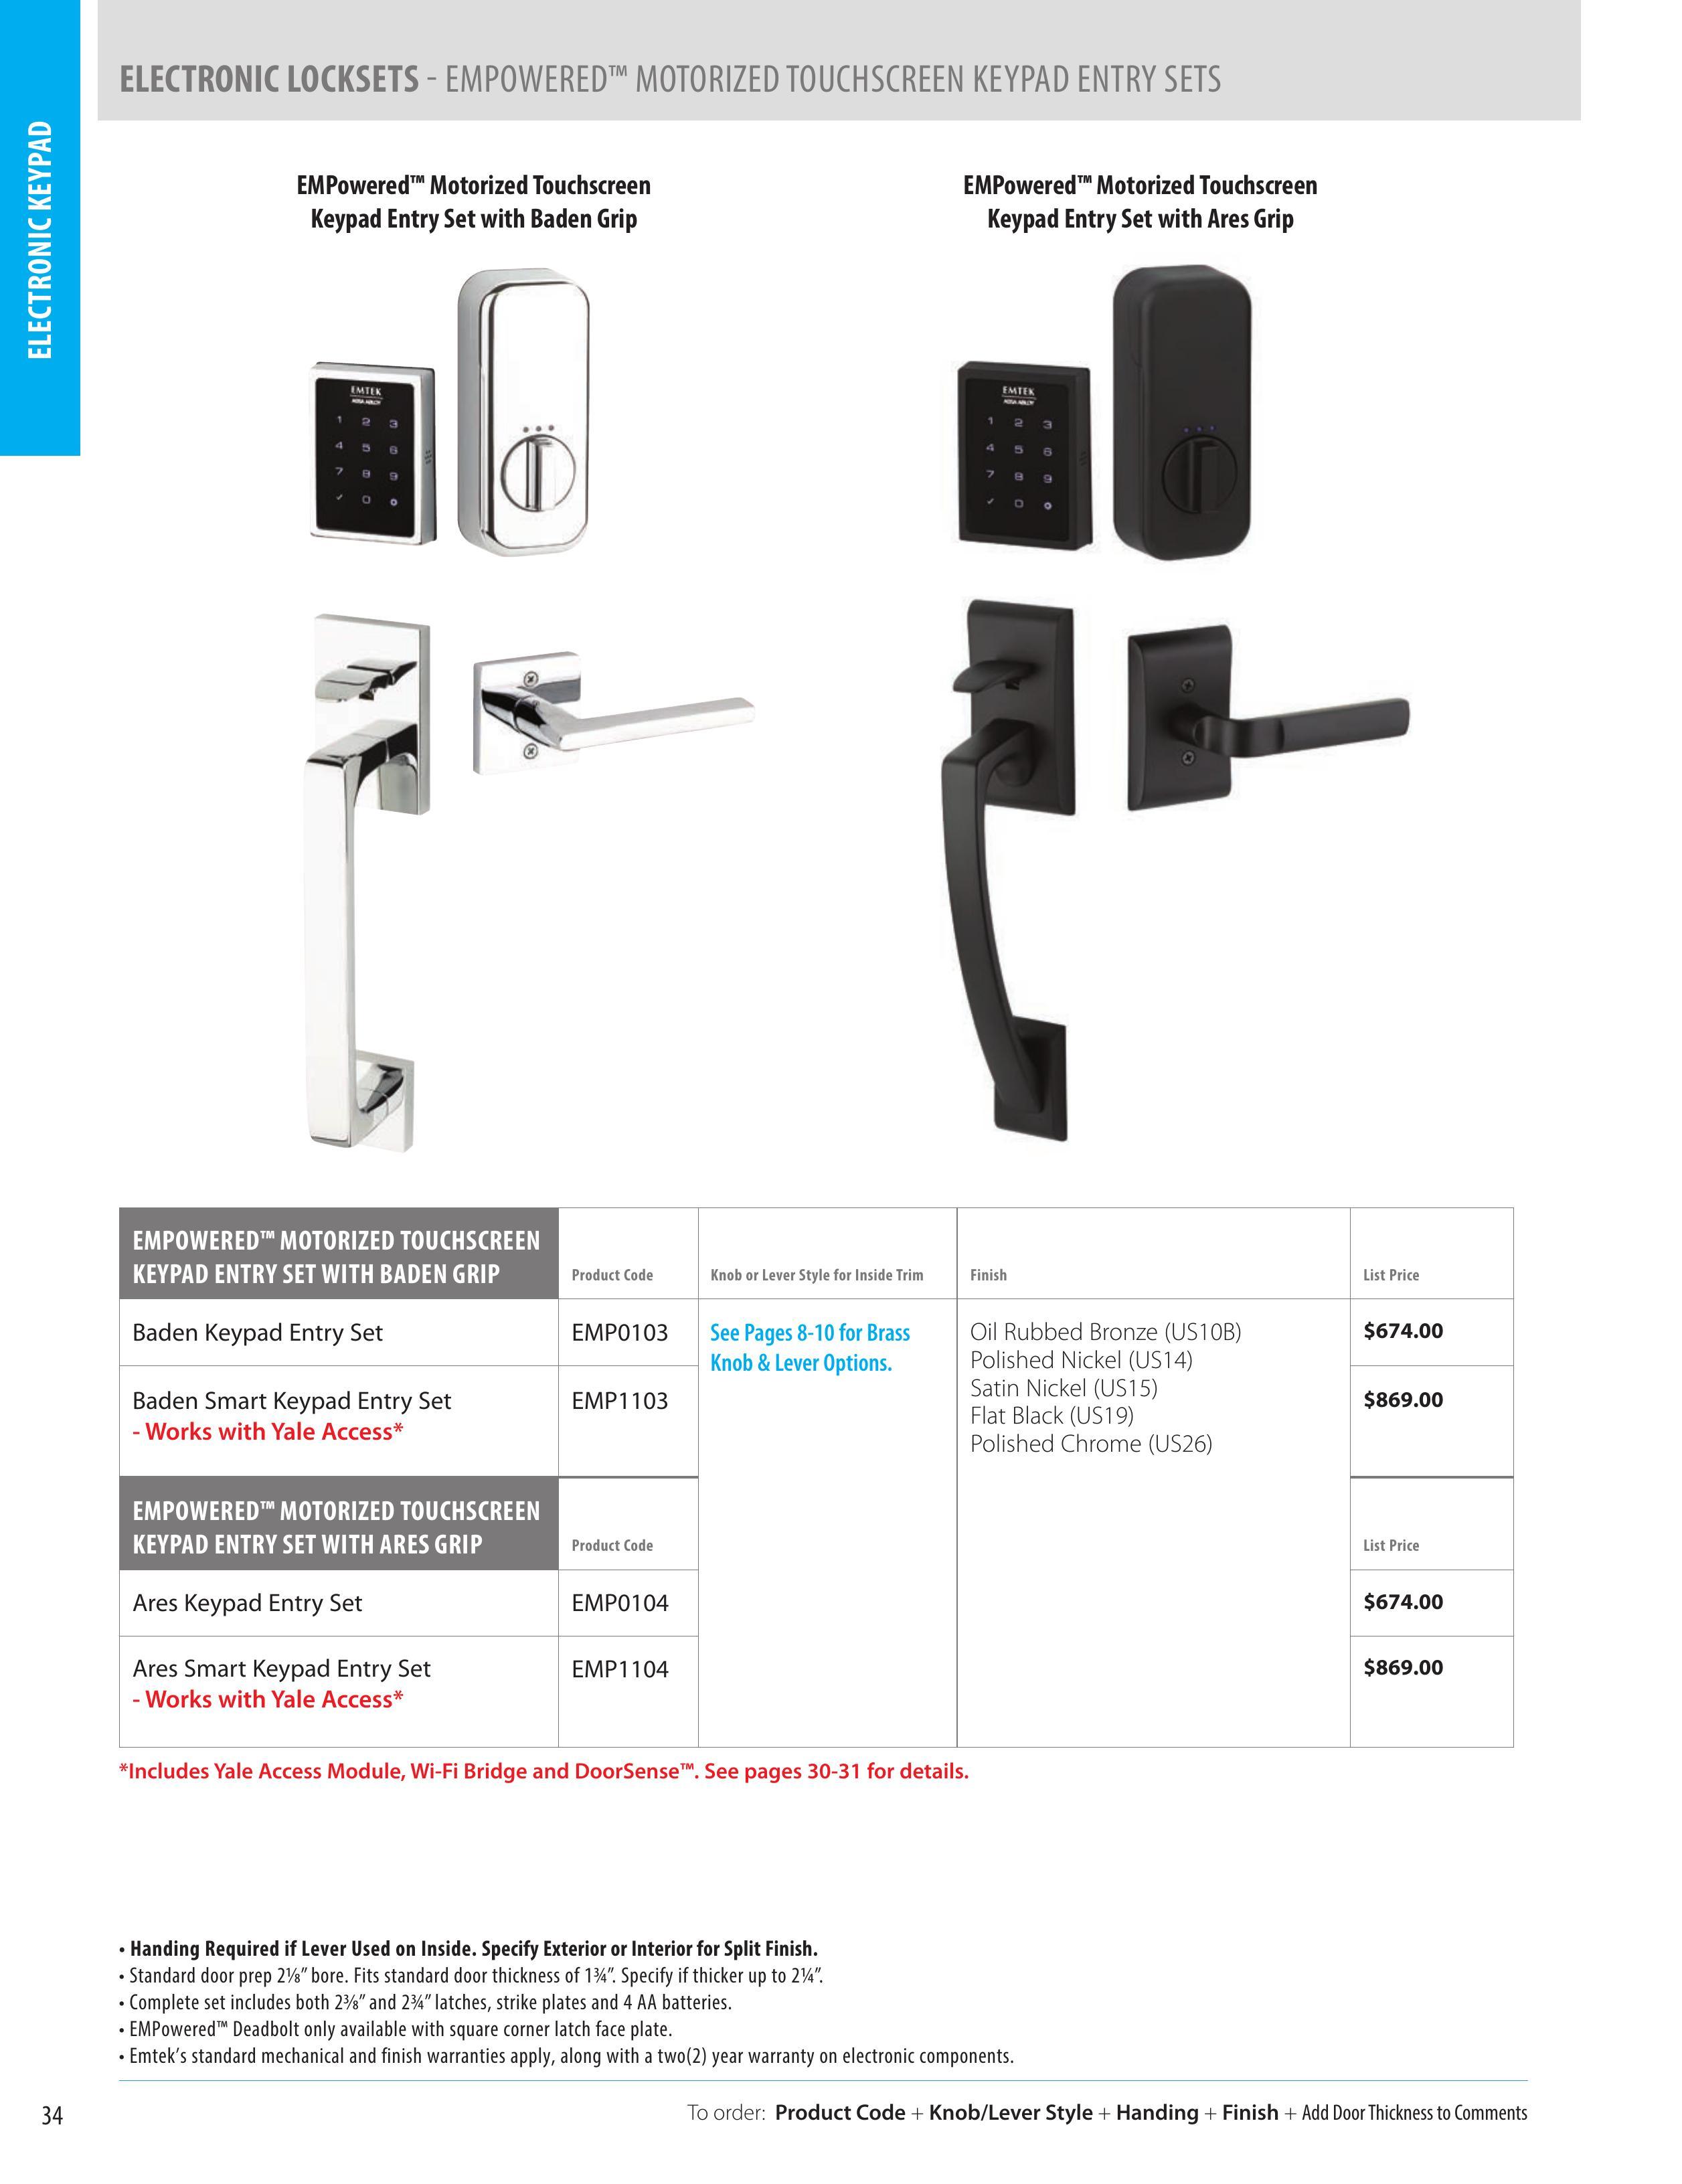 ELECTRONIC KEYPAD
ELECTRONIC LOCKSETS - EMPOWERED™ MOTORIZED TOUCHSCREEN KEYPAD ENTRY SETS
EMPowered™ Motorized Touchscreen
Keypad Entry Set with Baden Grip
EMPowered™ Motorized Touchscreen
Keypad Entry Set with Ares Grip
EMTEK
ASSA ABLOY
1 2 3
4 5 6
7 8 9
✓ 0
EMTEK
ASSA ABLOY
1 2 3
4 5 6
7 8 9
✓ 0
EMPOWERED™ MOTORIZED TOUCHSCREEN
KEYPAD ENTRY SET WITH BADEN GRIP
Product Code
Knob or Lever Style for Inside Trim
Finish
List Price
Baden Keypad Entry Set
EMP0103
See Pages 8-10 for Brass
Knob & Lever Options.
Oil Rubbed Bronze (US10B)
Polished Nickel (US14)
Satin Nickel (US15)
Flat Black (US19)
Polished Chrome (US26)
$674.00
Baden Smart Keypad Entry Set
- Works with Yale Access*
EMP1103
$869.00
EMPOWERED™ MOTORIZED TOUCHSCREEN
KEYPAD ENTRY SET WITH ARES GRIP
Product Code
List Price
Ares Keypad Entry Set
EMP0104
$674.00
Ares Smart Keypad Entry Set
- Works with Yale Access*
EMP1104
$869.00
*Includes Yale Access Module, Wi-Fi Bridge and DoorSense™. See pages 30-31 for details.
• Handing Required if Lever Used on Inside. Specify Exterior or Interior for Split Finish.
• Standard door prep 2⅛” bore. Fits standard door thickness of 1¾”. Specify if thicker up to 2¼”.
• Complete set includes both 2⅜” and 2¾” latches, strike plates and 4 AA batteries.
• EMPowered™ Deadbolt only available with square corner latch face plate.
• Emtek’s standard mechanical and finish warranties apply, along with a two(2) year warranty on electronic components.
34
To order: Product Code + Knob/Lever Style + Handing + Finish + Add Door Thickness to Comments